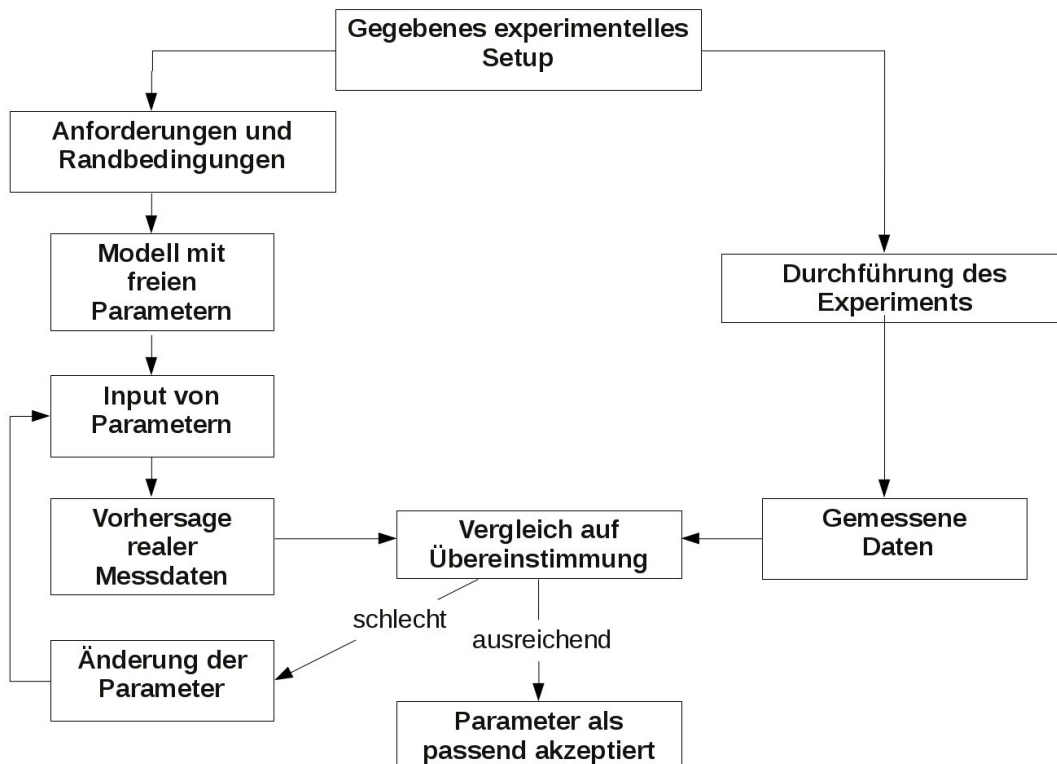 Gegebenes experimentelles
Setup
Anforderungen und
Randbedingungen
Modell mit
freien
Parametern
Durchführung des
Experiments
Input von
Parametern
Vorhersage
realer
Messdaten
Vergleich auf
Übereinstimmung
Gemessene
Daten
schlecht
ausreichend
Änderung der
Parameter
Parameter als
passend akzeptiert